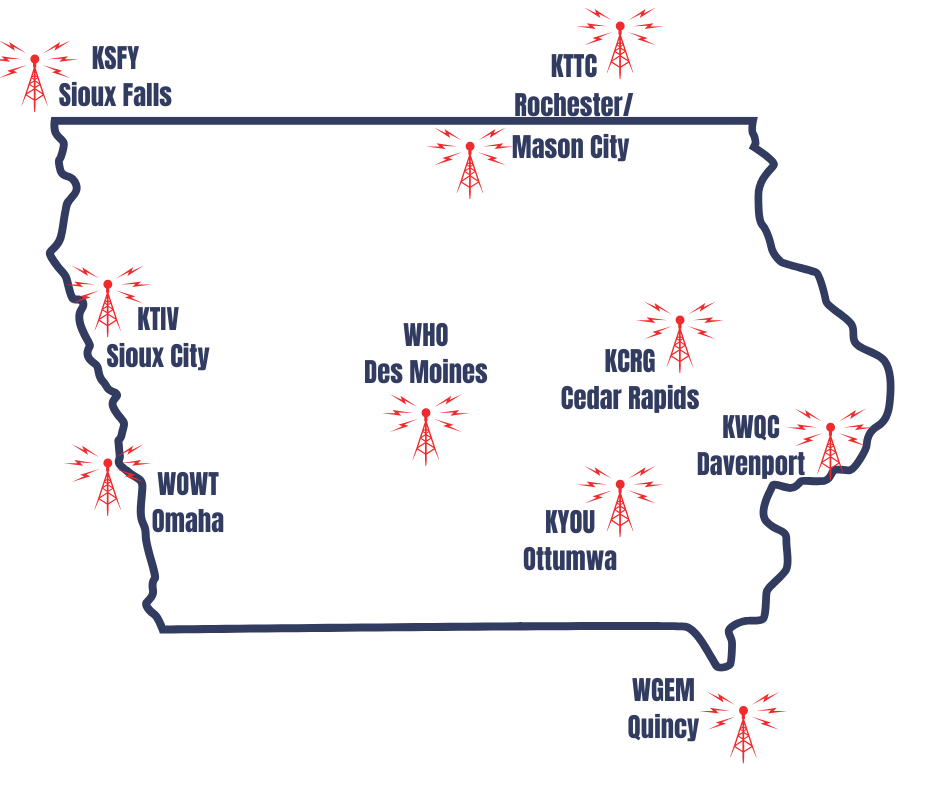 KSFY
Sioux Falls
KTTC
Rochester/
Mason City
KTIV
Sioux City
WHO
Des Moines
KCRG
Cedar Rapids
KWQC
Davenport
WOWT
Omaha
KYOU
Ottumwa
WGEM
Quincy